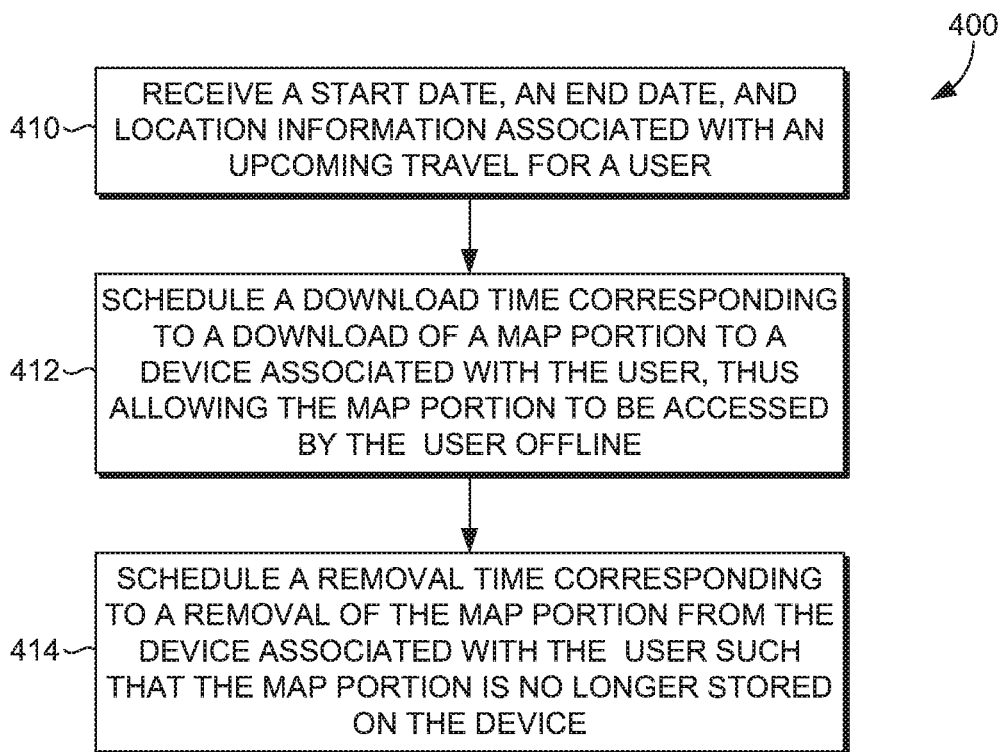 400
410
RECEIVE A START DATE, AN END DATE, AND
LOCATION INFORMATION ASSOCIATED WITH AN
UPCOMING TRAVEL FOR A USER
412
SCHEDULE A DOWNLOAD TIME CORRESPONDING
TO A DOWNLOAD OF A MAP PORTION TO A
DEVICE ASSOCIATED WITH THE USER, THUS
ALLOWING THE MAP PORTION TO BE ACCESSED
BY THE USER OFFLINE
414
SCHEDULE A REMOVAL TIME CORRESPONDING
TO A REMOVAL OF THE MAP PORTION FROM THE
DEVICE ASSOCIATED WITH THE USER SUCH
THAT THE MAP PORTION IS NO LONGER STORED
ON THE DEVICE